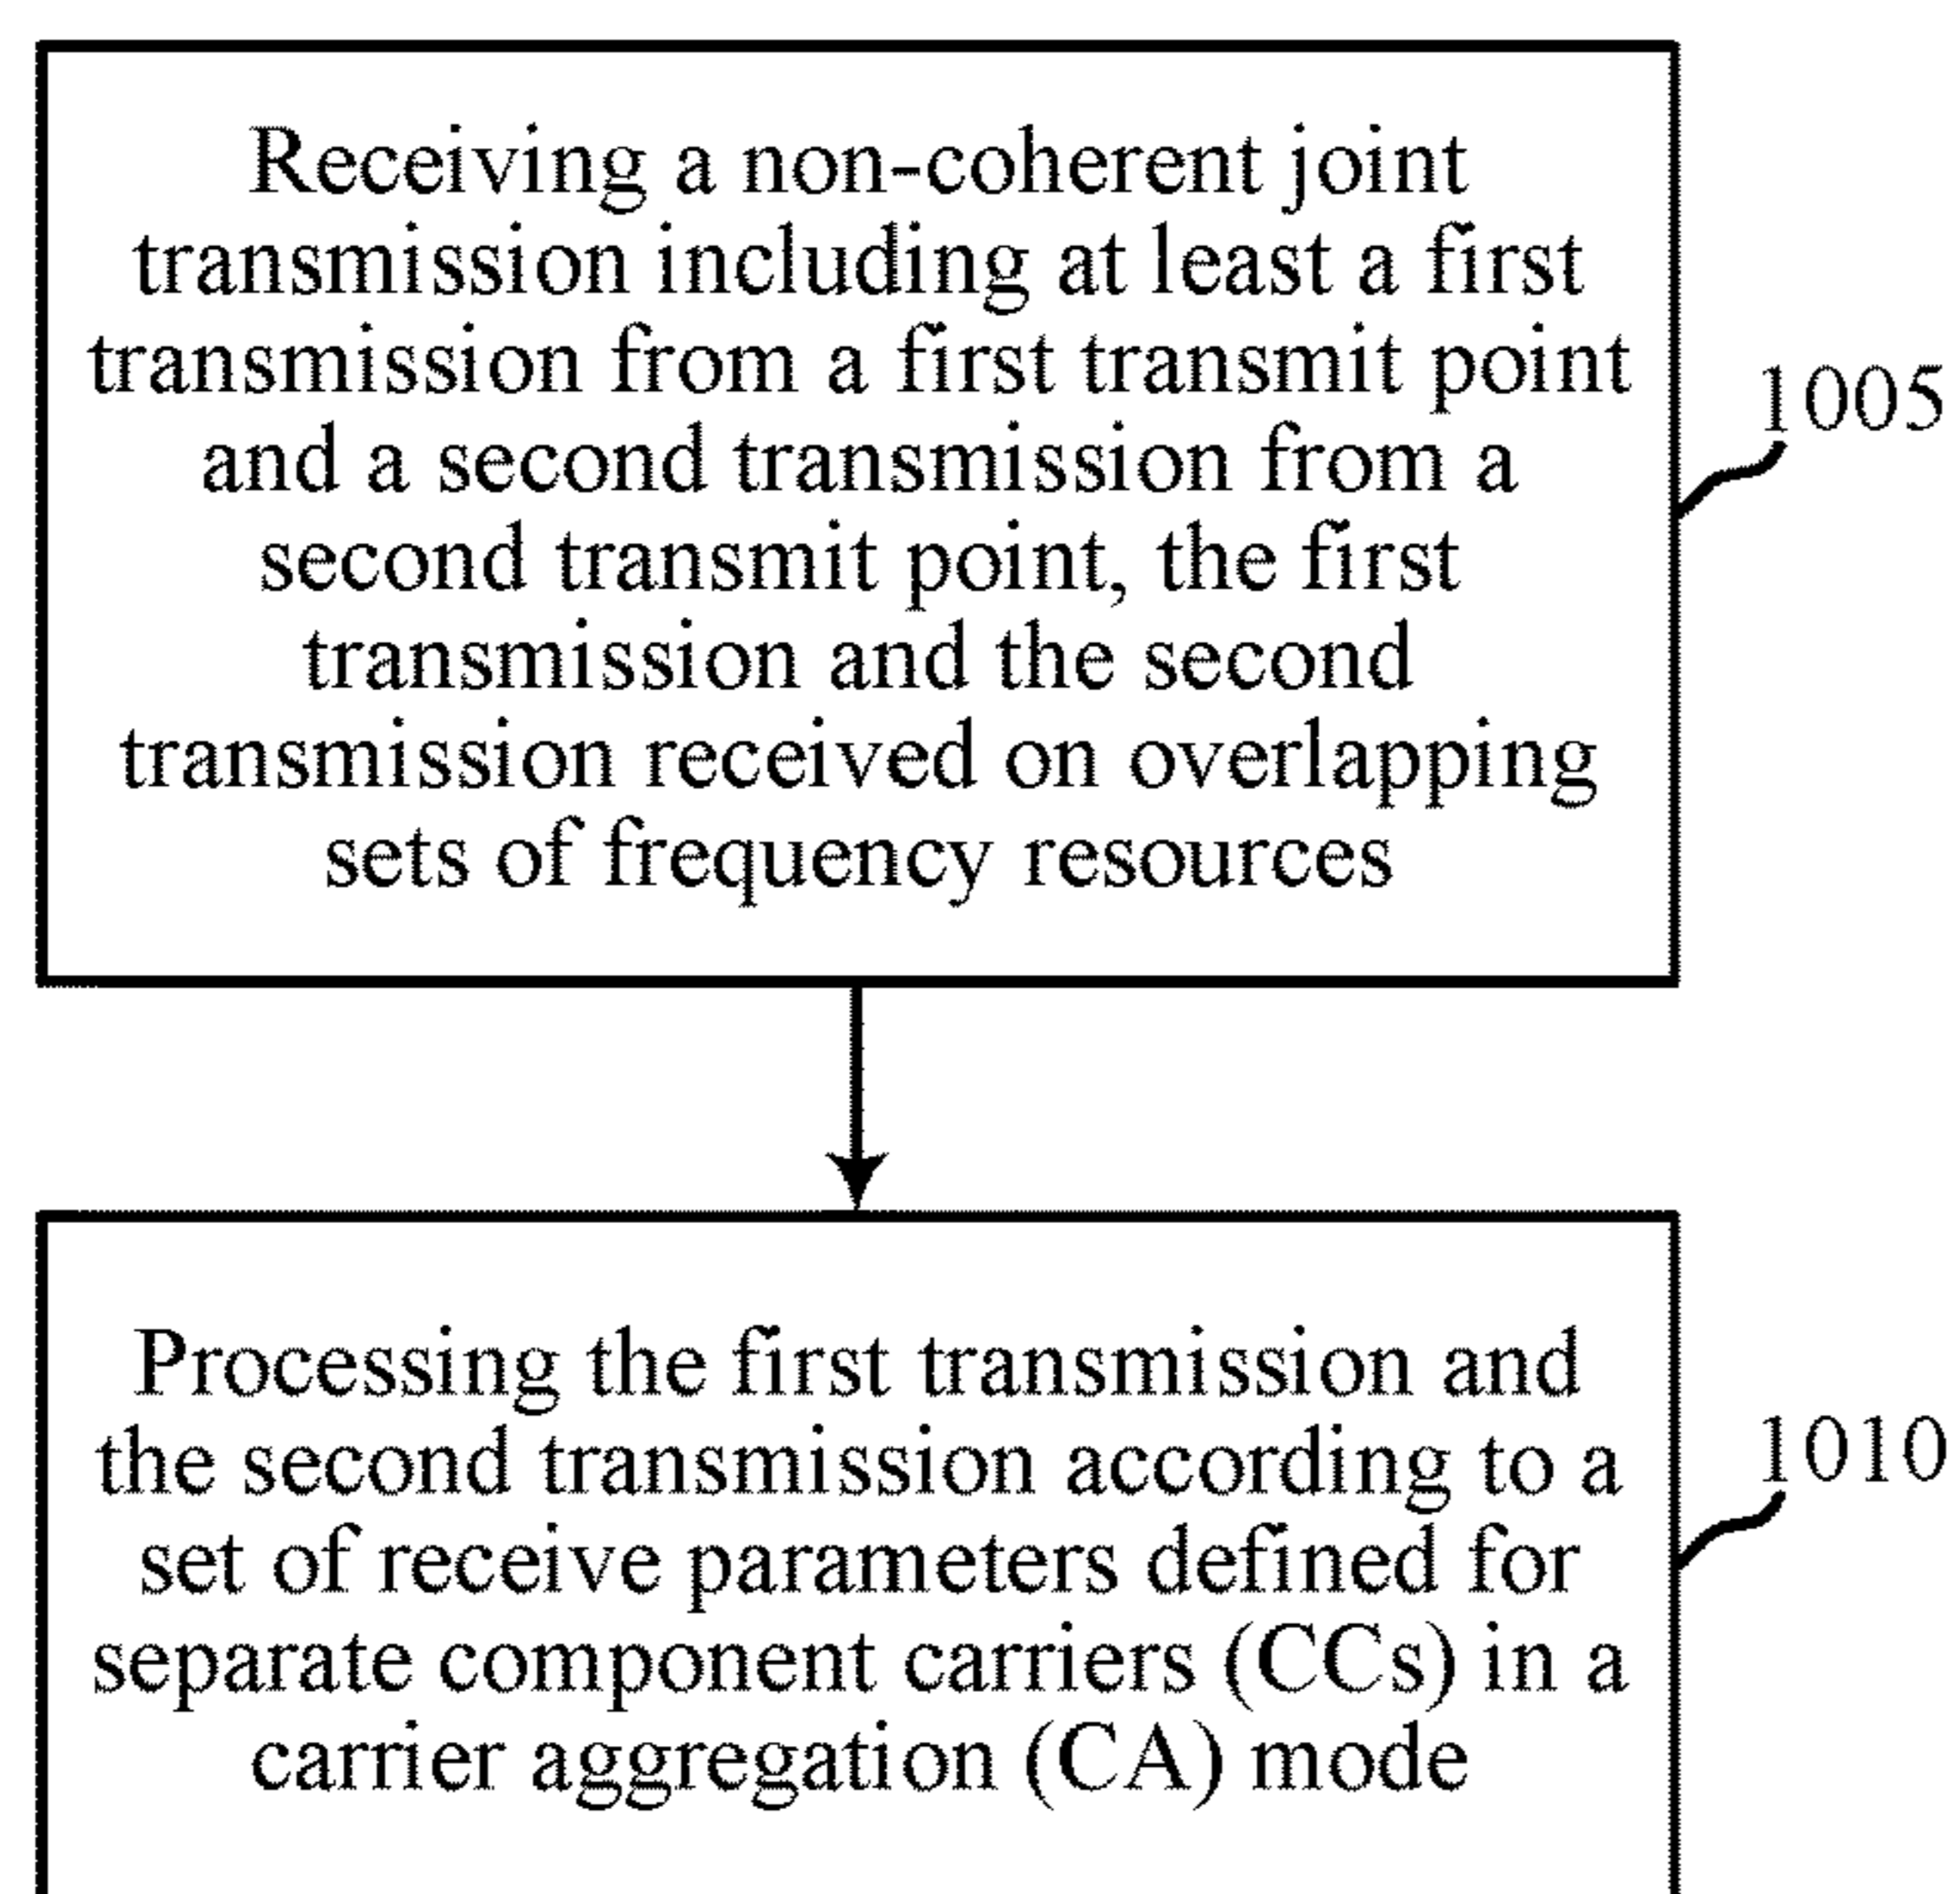 Receiving a non-coherent joint
transmission including at least a first
transmission from a first transmit point
and a second transmission from a
second transmit point, the first
transmission and the second
transmission received on overlapping
sets of frequency resources
1005
Processing the first transmission and
the second transmission according to a
set of receive parameters defined for
separate component carriers (CCs) in a
carrier aggregation (CA) mode
1010